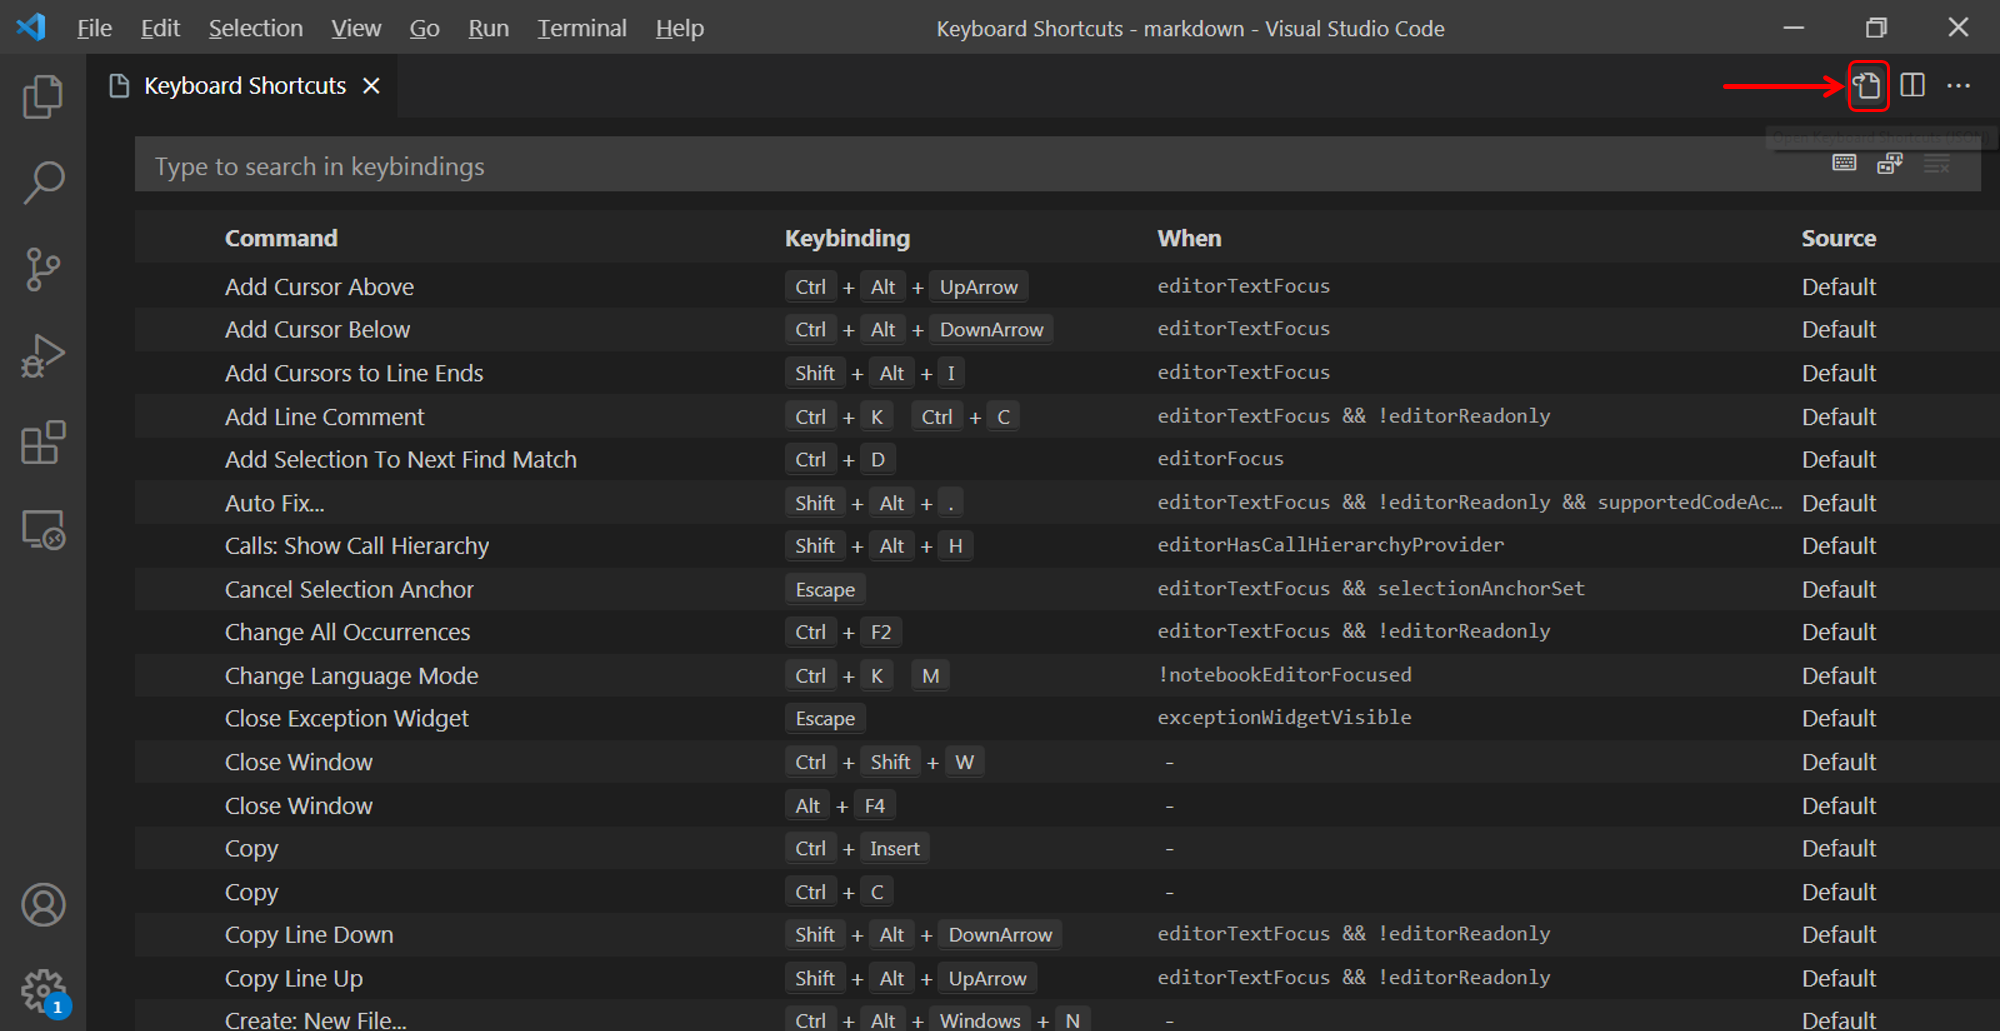 File Edit Selection View Go Run Terminal Help Keyboard Shortcuts - markdown - Visual Studio Code
Keyboard Shortcuts
Open Keyboard Shortcuts (JSON)
Type to search in keybindings
Command Keybinding When Source
Add Cursor Above Ctrl + Alt + UpArrow editorTextFocus Default
Add Cursor Below Ctrl + Alt + DownArrow editorTextFocus Default
Add Cursors to Line Ends Shift + Alt + I editorTextFocus Default
Add Line Comment Ctrl + K Ctrl + C editorTextFocus && !editorReadonly Default
Add Selection To Next Find Match Ctrl + D editorFocus Default
Auto Fix... Shift + Alt + . editorTextFocus && !editorReadonly && supportedCodeAc... Default
Calls: Show Call Hierarchy Shift + Alt + H editorHasCallHierarchyProvider Default
Cancel Selection Anchor Escape editorTextFocus && selectionAnchorSet Default
Change All Occurrences Ctrl + F2 editorTextFocus && !editorReadonly Default
Change Language Mode Ctrl + K M !notebookEditorFocused Default
Close Exception Widget Escape exceptionWidgetVisible Default
Close Window Ctrl + Shift + W - Default
Close Window Alt + F4 - Default
Copy Ctrl + Insert - Default
Copy Ctrl + C - Default
Copy Line Down Shift + Alt + DownArrow editorTextFocus && !editorReadonly Default
Copy Line Up Shift + Alt + UpArrow editorTextFocus && !editorReadonly Default
1
Create: New File... Ctrl + Alt + Windows + N - Default